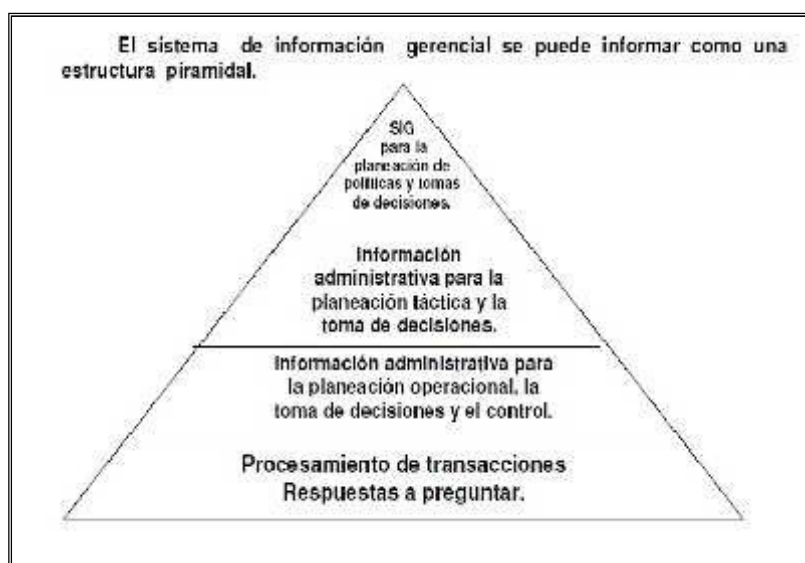 El sistema de información gerencial se puede informar como una
estructura piramidal.
SIG
para la
planeación de
políticas y tomas
de decisiones.
Información
administrativa para la
planeación táctica y la
toma de decisiones.
Información administrativa para
la planeación operacional, la
toma de decisiones y el control.
Procesamiento de transacciones
Respuestas a preguntar.